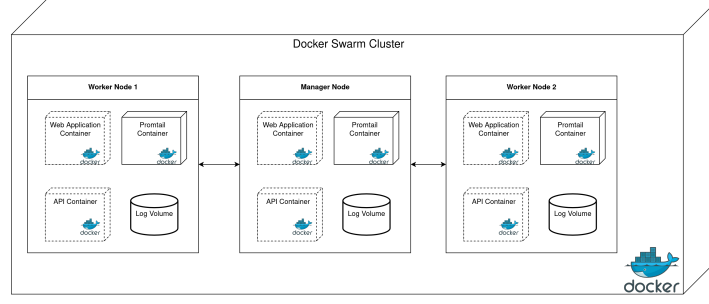 Docker Swarm Cluster
Worker Node 1
Web Application
Container
docker
Promtail
Container
docker
API Container
docker
Log Volume
Manager Node
Web Application
Container
docker
Promtail
Container
docker
API Container
docker
Log Volume
Worker Node 2
Web Application
Container
docker
Promtail
Container
docker
API Container
docker
Log Volume
docker